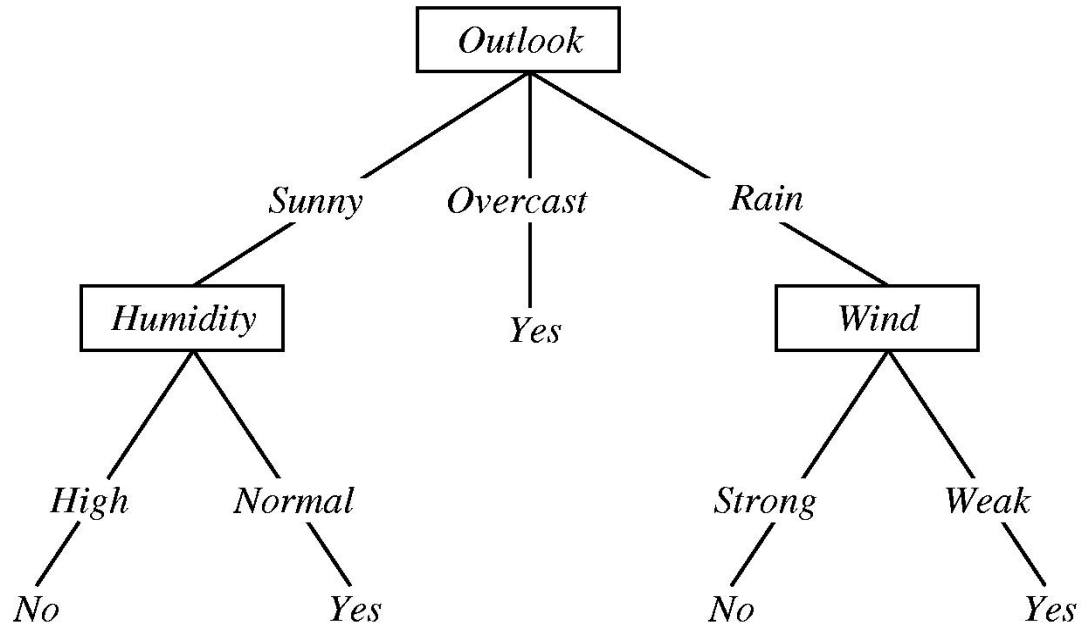 Outlook
Sunny
Overcast
Rain
Humidity
Yes
Wind
High
Normal
Strong
Weak
No
Yes
No
Yes